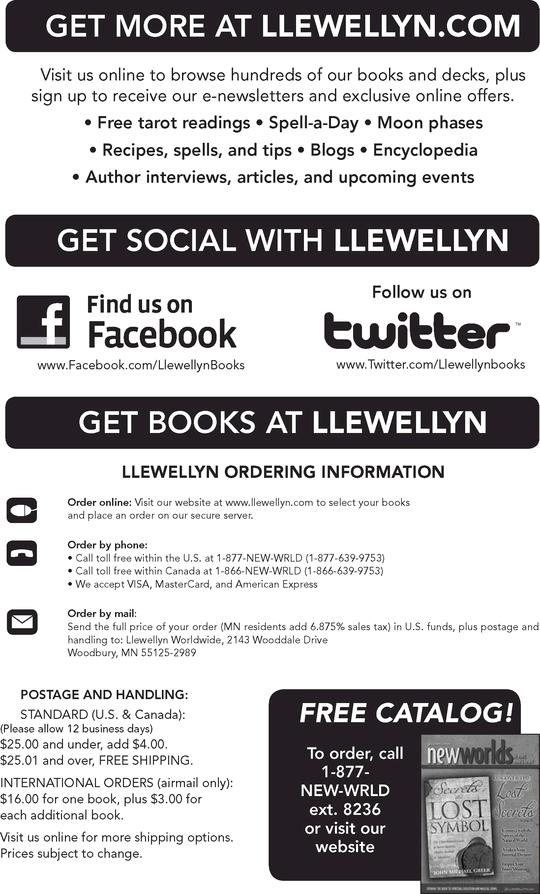 GET MORE AT LLEWELLYN.COM
Visit us online to browse hundreds of our books and decks, plus
sign up to receive our e-newsletters and exclusive online offers.
• Free tarot readings • Spell-a-Day • Moon phases
• Recipes, spells, and tips • Blogs • Encyclopedia
• Author interviews, articles, and upcoming events
GET SOCIAL WITH LLEWELLYN
Find us on
Facebook
www.Facebook.com/LlewellynBooks
Follow us on
twitter™
www.Twitter.com/Llewellynbooks
GET BOOKS AT LLEWELLYN
LLEWELLYN ORDERING INFORMATION
Order online: Visit our website at www.llewellyn.com to select your books
and place an order on our secure server.
Order by phone:
• Call toll free within the U.S. at 1-877-NEW-WRLD (1-877-639-9753)
• Call toll free within Canada at 1-866-NEW-WRLD (1-866-639-9753)
• We accept VISA, MasterCard, and American Express
Order by mail:
Send the full price of your order (MN residents add 6.875% sales tax) in U.S. funds, plus postage and
handling to: Llewellyn Worldwide, 2143 Wooddale Drive
Woodbury, MN 55125-2989
POSTAGE AND HANDLING:
STANDARD (U.S. & Canada):
(Please allow 12 business days)
$25.00 and under, add $4.00.
$25.01 and over, FREE SHIPPING.
INTERNATIONAL ORDERS (airmail only):
$16.00 for one book, plus $3.00 for
each additional book.
Visit us online for more shipping options.
Prices subject to change.
FREE CATALOG!
To order, call
1-877-
NEW-WRLD
ext. 8236
or visit our
website
newworlds
Secrets
LOST
SYMBOL
JOHN MICHAEL GREER
Lost
Secrets